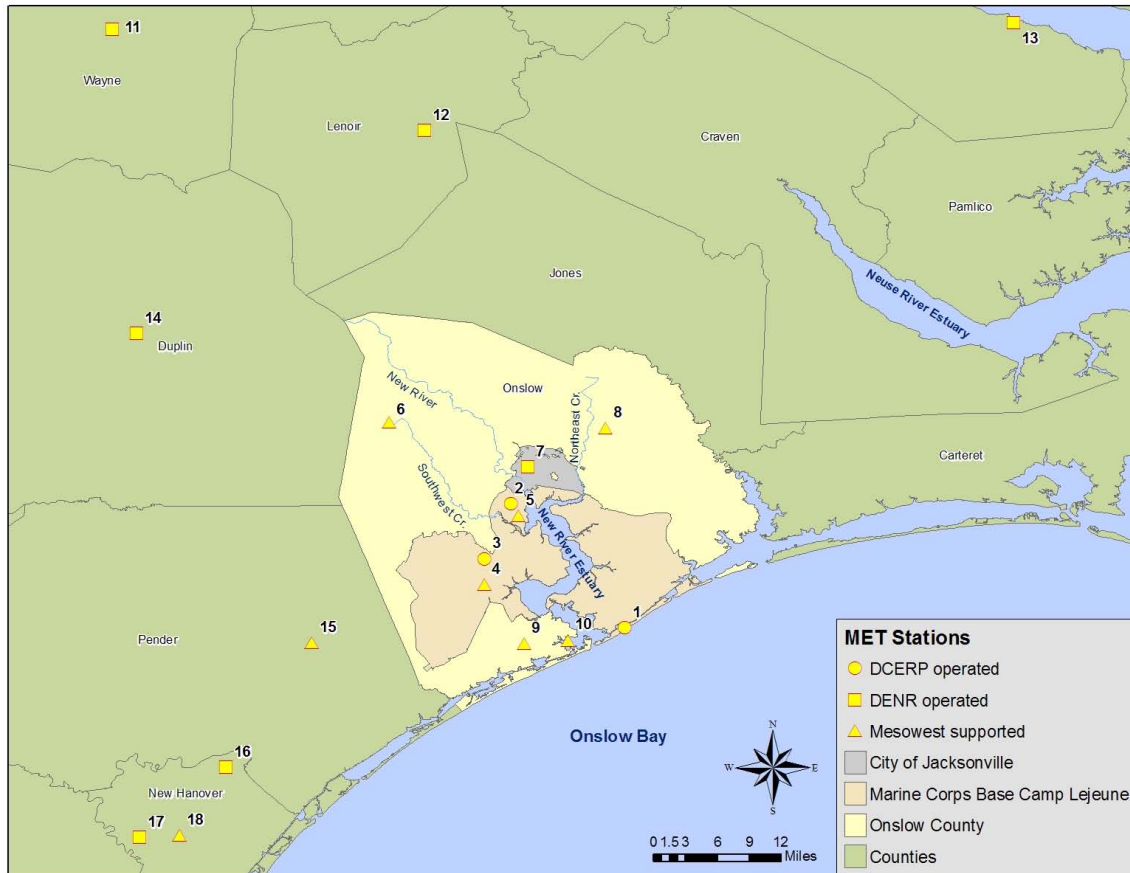 11
13
Wayne
12
Lenoir
Craven
Pamlico
Jones
Neuse River Estuary
14
Duplin
New River
Onslow
Northeast Cr.
6
8
7
Carteret
Southwest Cr.
2
5
New River Estuary
3
4
1
15
9
10
Pender
MET Stations
DCERP operated
DENR operated
Mesowest supported
City of Jacksonville
Marine Corps Base Camp Lejeune
Onslow County
Counties
Onslow Bay
N
W
E
S
16
New Hanover
17
18
0 1.5 3 6 9 12
Miles